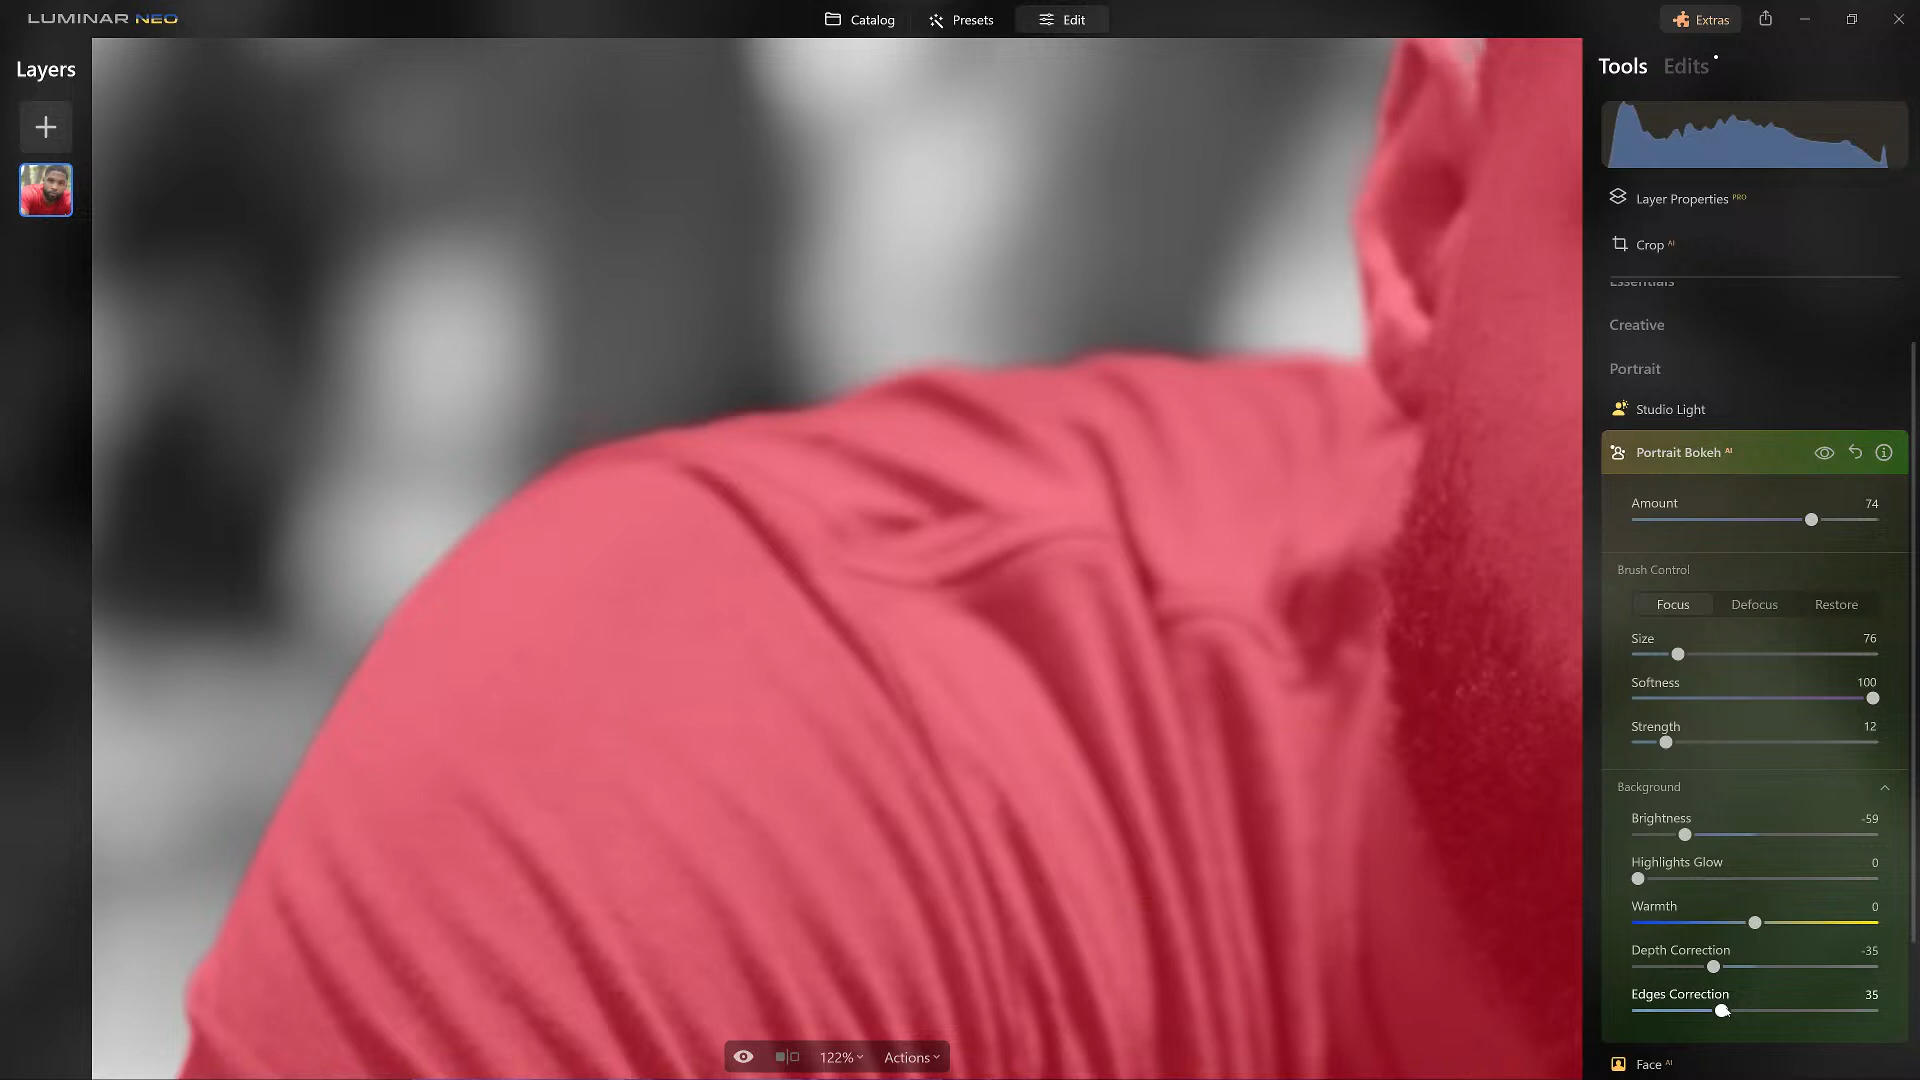 LUMINAR NEO
Catalog
Presets
Edit
Extras
Layers
Tools Edits
Layer Properties PRO
Crop AI
Essentials
Creative
Portrait
Studio Light
Portrait Bokeh AI
Amount 74
Brush Control
Focus Defocus Restore
Size 76
Softness 100
Strength 12
Background
Brightness -59
Highlights Glow 0
Warmth 0
Depth Correction -35
Edges Correction 35
122% Actions
Face AI